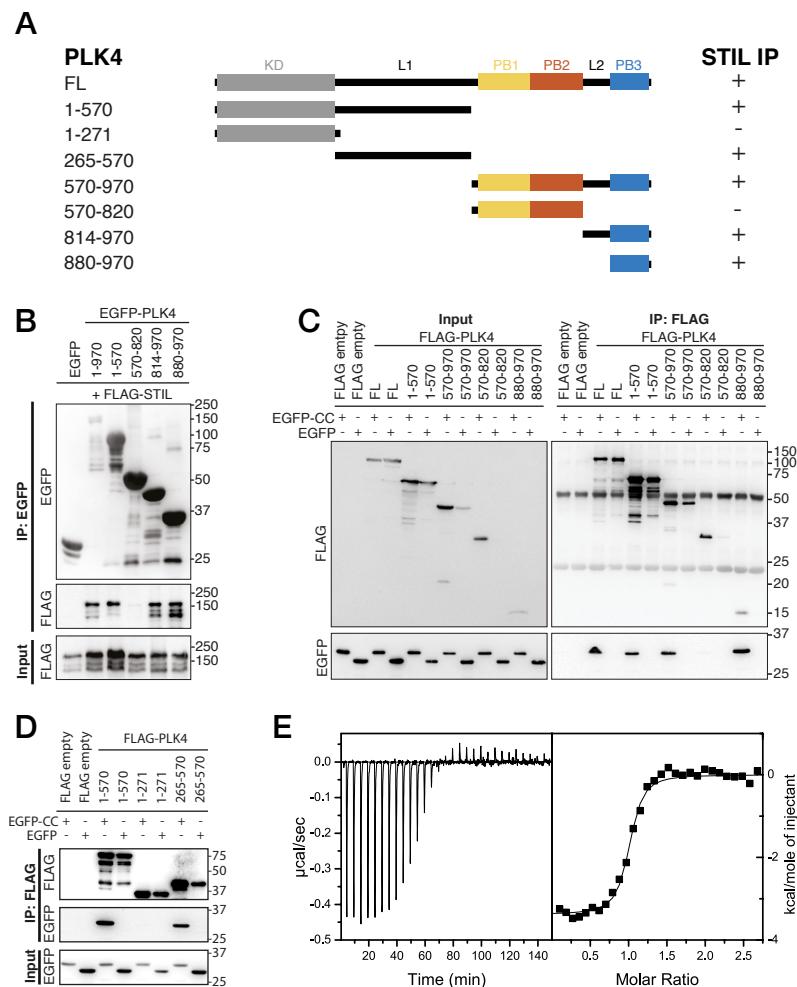 A
PLK4
KD
L1
PB1
PB2
L2
PB3
STIL IP
FL
+
1-570
+
1-271
-
265-570
+
570-970
+
570-820
-
814-970
+
880-970
+
B
EGFP-PLK4
EGFP
1-970
1-570
570-820
814-970
880-970
+ FLAG-STIL
IP: EGFP
EGFP
250
150
100
75
50
37
25
FLAG
250
150
Input
FLAG
250
150
C
Input
FLAG-PLK4
IP: FLAG
FLAG-PLK4
FLAG emtpy
FLAG empty
FL
FL
1-570
1-570
570-970
570-970
570-820
570-820
880-970
880-970
FLAG empty
FLAG empty
FL
FL
1-570
1-570
570-970
570-970
570-820
570-820
880-970
880-970
EGFP-CC + - + - + - + - + - + - + - + - + - + - + - + -
EGFP - + - + - + - + - + - + - + - + - + - + - + - +
FLAG
150
100
75
50
37
25
20
15
EGFP
37
25
D
FLAG-PLK4
FLAG empty
FLAG empty
1-570
1-570
1-271
1-271
265-570
265-570
EGFP-CC + - + - + - + -
EGFP - + - + - + - +
IP: FLAG
FLAG
75
50
37
EGFP
37
25
Input
EGFP
37
25
E
µcal/sec
0.0
-0.1
-0.2
-0.3
-0.4
-0.5
20 40 60 80 100 120 140
Time (min)
0.5 1.0 1.5 2.0 2.5
Molar Ratio
0
-2
-4
kcal/mole of injectant